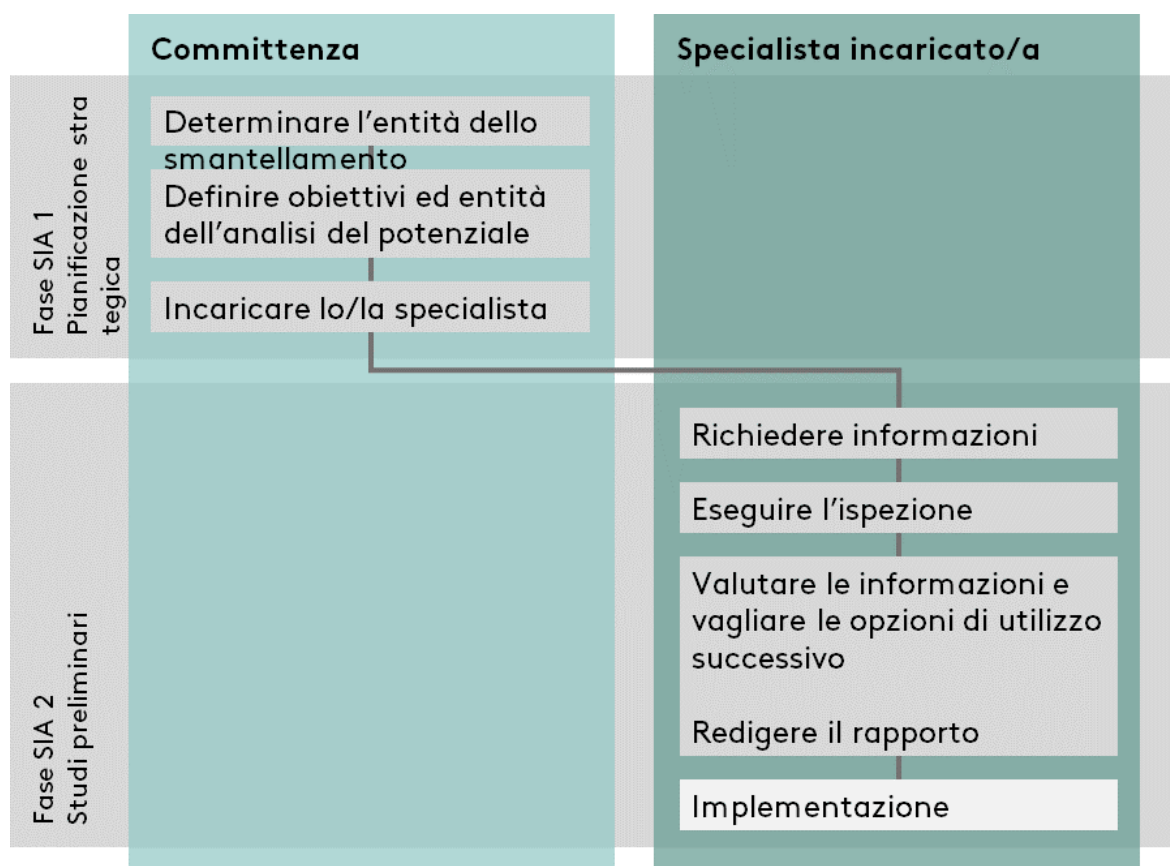 Committenza
Specialista incaricato/a
Fase SIA 1
Pianificazione stra
tegica
Determinare l’entità dello
smantellamento
Definire obiettivi ed entità
dell’analisi del potenziale
Incaricare lo/la specialista
Fase SIA 2
Studi preliminari
Richiedere informazioni
Eseguire l’ispezione
Valutare le informazioni e
vagliare le opzioni di utilizzo
successivo
Redigere il rapporto
Implementazione